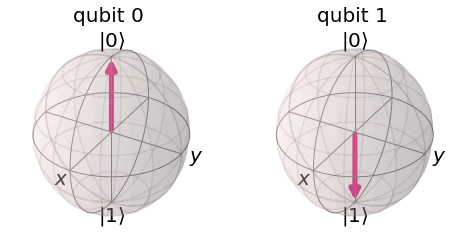 qubit 0
|0⟩
x
y
|1⟩
qubit 1
|0⟩
x
y
|1⟩